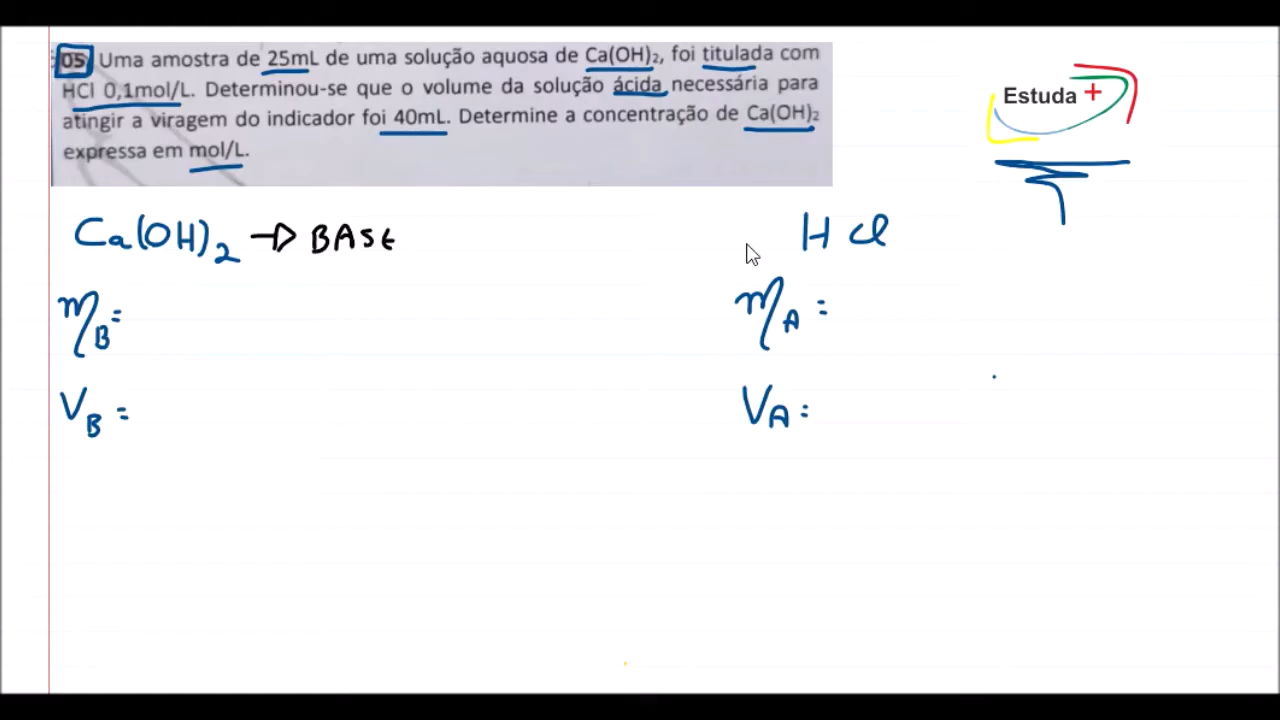 05. Uma amostra de 25mL de uma solução aquosa de Ca(OH)₂, foi titulada com
HCl 0,1mol/L. Determinou-se que o volume da solução ácida necessária para
atingir a viragem do indicador foi 40mL. Determine a concentração de Ca(OH)₂
expressa em mol/L.
Estuda +
Ca(OH)₂ → BASE
HCl
M_B =
M_A =
V_B =
V_A =